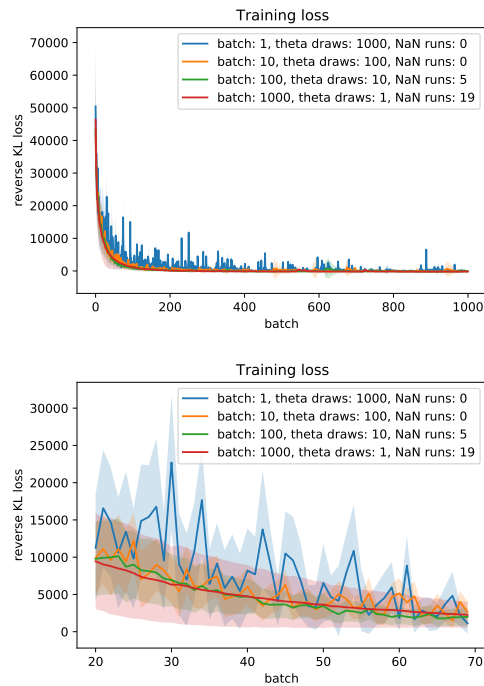 Training loss
70000
60000
50000
40000
30000
20000
10000
0
reverse KL loss
batch: 1, theta draws: 1000, NaN runs: 0
batch: 10, theta draws: 100, NaN runs: 0
batch: 100, theta draws: 10, NaN runs: 5
batch: 1000, theta draws: 1, NaN runs: 19
0 200 400 600 800 1000
batch
Training loss
30000
25000
20000
15000
10000
5000
0
reverse KL loss
batch: 1, theta draws: 1000, NaN runs: 0
batch: 10, theta draws: 100, NaN runs: 0
batch: 100, theta draws: 10, NaN runs: 5
batch: 1000, theta draws: 1, NaN runs: 19
20 30 40 50 60 70
batch